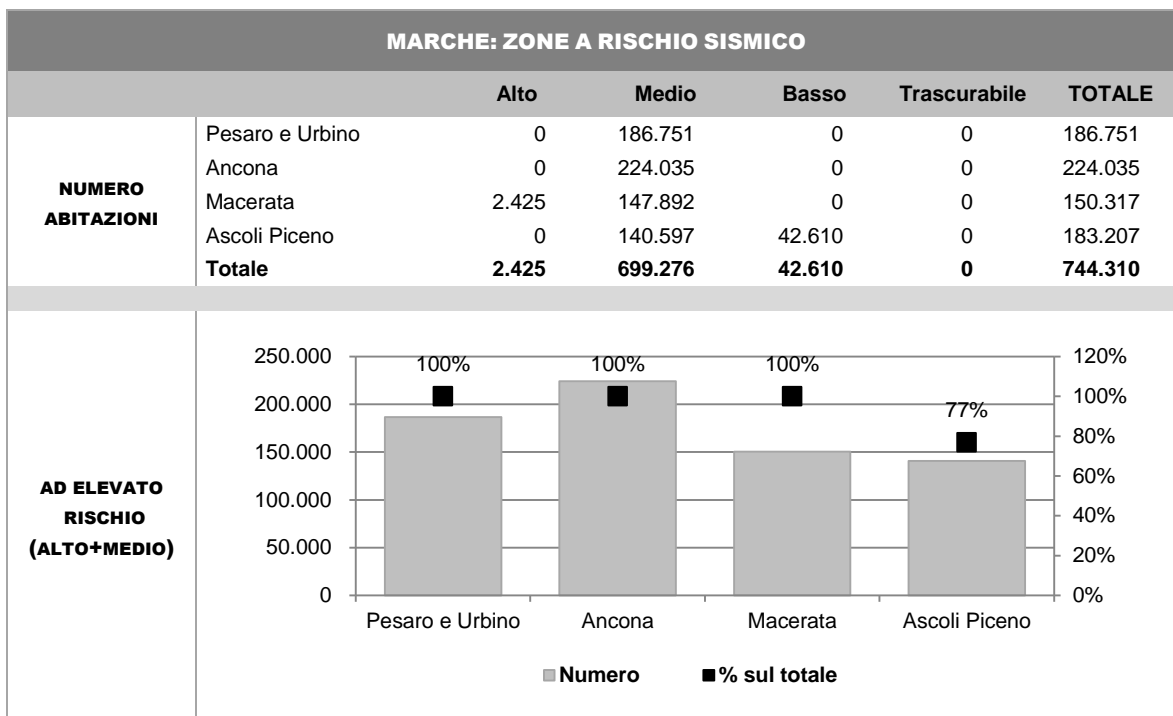 MARCHE: ZONE A RISCHIO SISMICO
Alto Medio Basso Trascurabile TOTALE
NUMERO ABITAZIONI
Pesaro e Urbino 0 186.751 0 0 186.751
Ancona 0 224.035 0 0 224.035
Macerata 2.425 147.892 0 0 150.317
Ascoli Piceno 0 140.597 42.610 0 183.207
Totale 2.425 699.276 42.610 0 744.310
AD ELEVATO
RISCHIO
(ALTO+MEDIO)
250.000
200.000
150.000
100.000
50.000
0
100% 100% 100% 77%
120%
100%
80%
60%
40%
20%
0%
Pesaro e Urbino Ancona Macerata Ascoli Piceno
Numero % sul totale